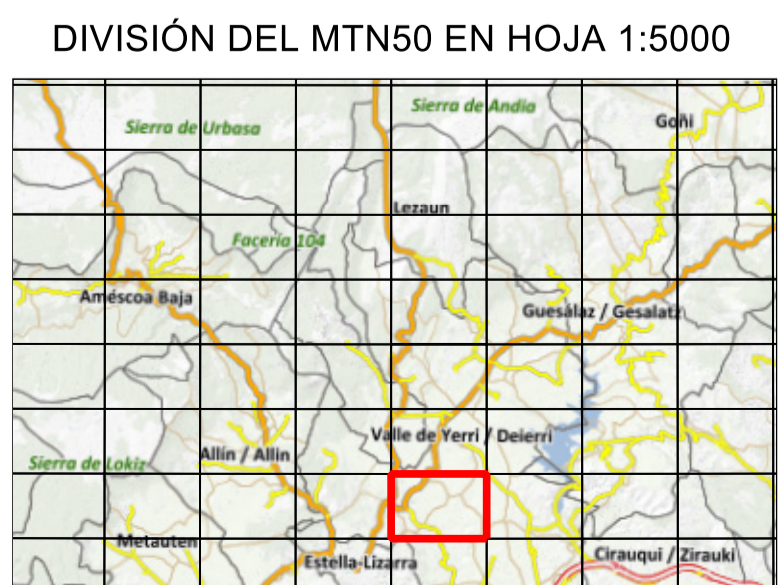 DIVISIÓN DEL MTN50 EN HOJA 1:5000
Sierra de Andia
Goñi
Sierra de Urbasa
Lezaun
Facería 104
Améscoa Baja
Guesálaz / Gesalatz
Valle de Yerri / Deierri
Allín / Allin
Sierra de Lokiz
Metauten
Cirauqui / Zirauki
Estella-Lizarra